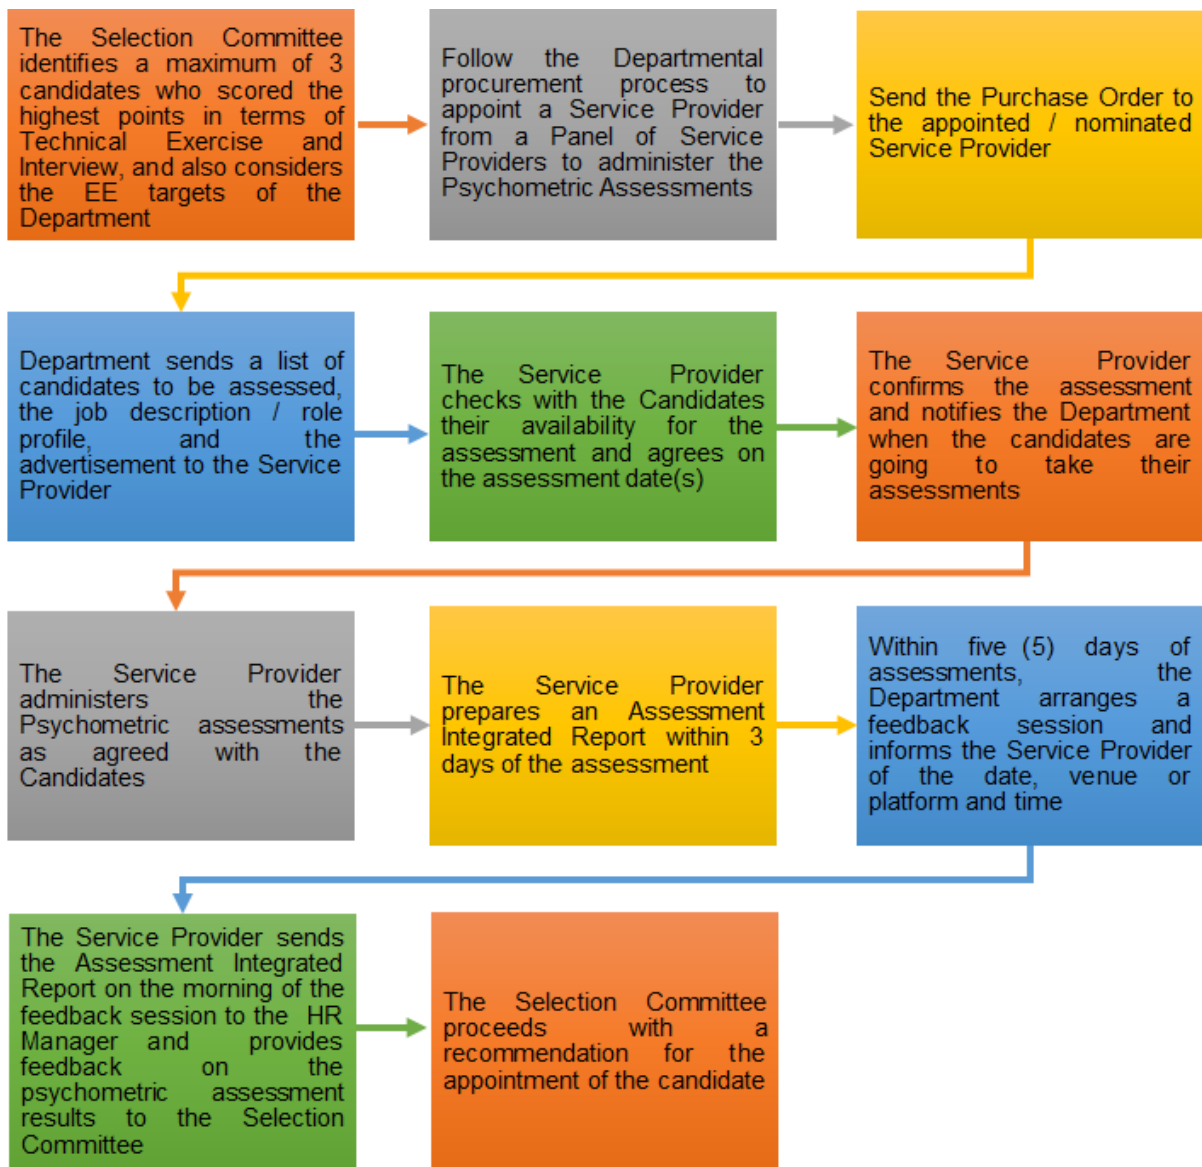 The Selection Committee
identifies a maximum of 3
candidates who scored the
highest points in terms of
Technical Exercise and
Interview, and also considers
the EE targets of the
Department
Follow the Departmental
procurement process to
appoint a Service Provider
from a Panel of Service
Providers to administer the
Psychometric Assessments
Send the Purchase Order to
the appointed / nominated
Service Provider
Department sends a list of
candidates to be assessed,
the job description / role
profile, and the
advertisement to the Service
Provider
The Service Provider
checks with the Candidates
their availability for the
assessment and agrees on
the assessment date(s)
The Service Provider
confirms the assessment
and notifies the Department
when the candidates are
going to take their
assessments
The Service Provider
administers the
Psychometric assessments
as agreed with the
Candidates
The Service Provider
prepares an Assessment
Integrated Report within 3
days of the assessment
Within five (5) days of
assessments, the
Department arranges a
feedback session and
informs the Service Provider
of the date, venue or
platform and time
The Service Provider sends
the Assessment Integrated
Report on the morning of the
feedback session to the HR
Manager and provides
feedback on the
psychometric assessment
results to the Selection
Committee
The Selection Committee
proceeds with a
recommendation for the
appointment of the candidate